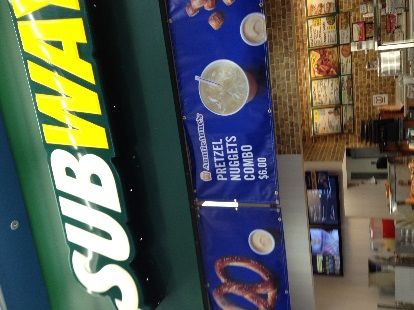 SUBWAY
Auntie Anne's
PRETZEL
NUGGETS
COMBO
$6.00